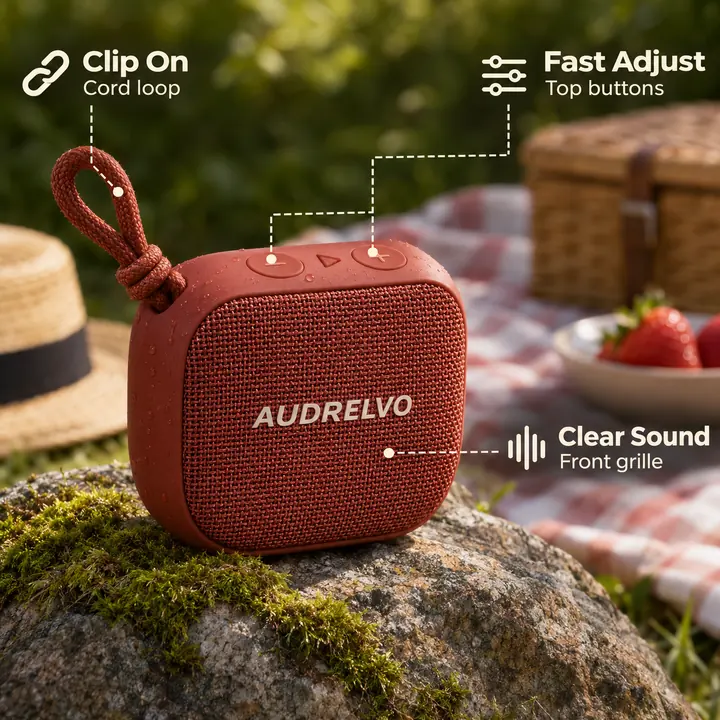 Clip On
Cord loop
Fast Adjust
Top buttons
AUDRELVO
Clear Sound
Front grille